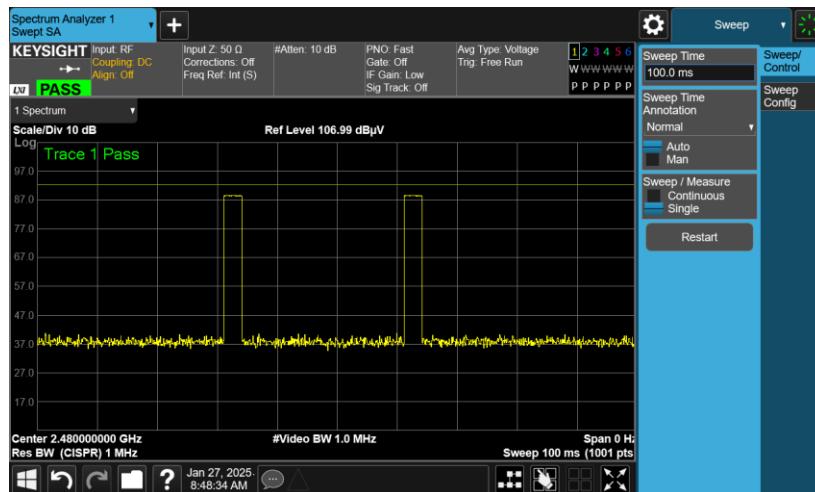 Spectrum Analyzer 1
Swept SA
+
Sweep
KEYSIGHT
Input: RF
Coupling: DC
Align: Off
Input Z: 50 Ω
Corrections: Off
Freq Ref: Int (S)
#Atten: 10 dB
PNO: Fast
Gate: Off
IF Gain: Low
Sig Track: Off
Avg Type: Voltage
Trig: Free Run
1 2 3 4 5 6
W W W W W W
P P P P P P
LXI PASS
1 Spectrum
Scale/Div 10 dB
Ref Level 106.99 dBµV
Log
Trace 1 Pass
97.0
87.0
77.0
67.0
57.0
47.0
37.0
27.0
17.0
Center 2.480000000 GHz
#Video BW 1.0 MHz
Span 0 Hz
Res BW (CISPR) 1 MHz
Sweep 100 ms (1001 pts
Sweep Time
100.0 ms
Sweep Time
Annotation
Normal
Auto
Man
Sweep / Measure
Continuous
Single
Restart
Sweep/
Control
Sweep
Config
?
Jan 27, 2025
8:48:34 AM